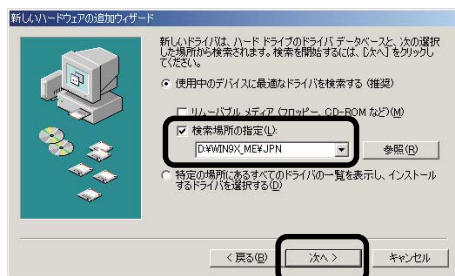 新しいハードウェアの追加ウィザード
新しいドライバは、ハード ドライブのドライバ データベースと、次の選択
した場所から検索されます。検索を開始するには、[次へ] をクリックし
てください。
使用中のデバイスに最適なドライバを検索する (推奨)
リムーバブル メディア (フロッピー、CD-ROM など)(M)
検索場所の指定(L):
D:¥WIN9X_ME¥JPN
参照(R)
特定の場所にあるすべてのドライバの一覧を表示し、インストール
するドライバを選択する(D)
< 戻る(B)
次へ >
キャンセル